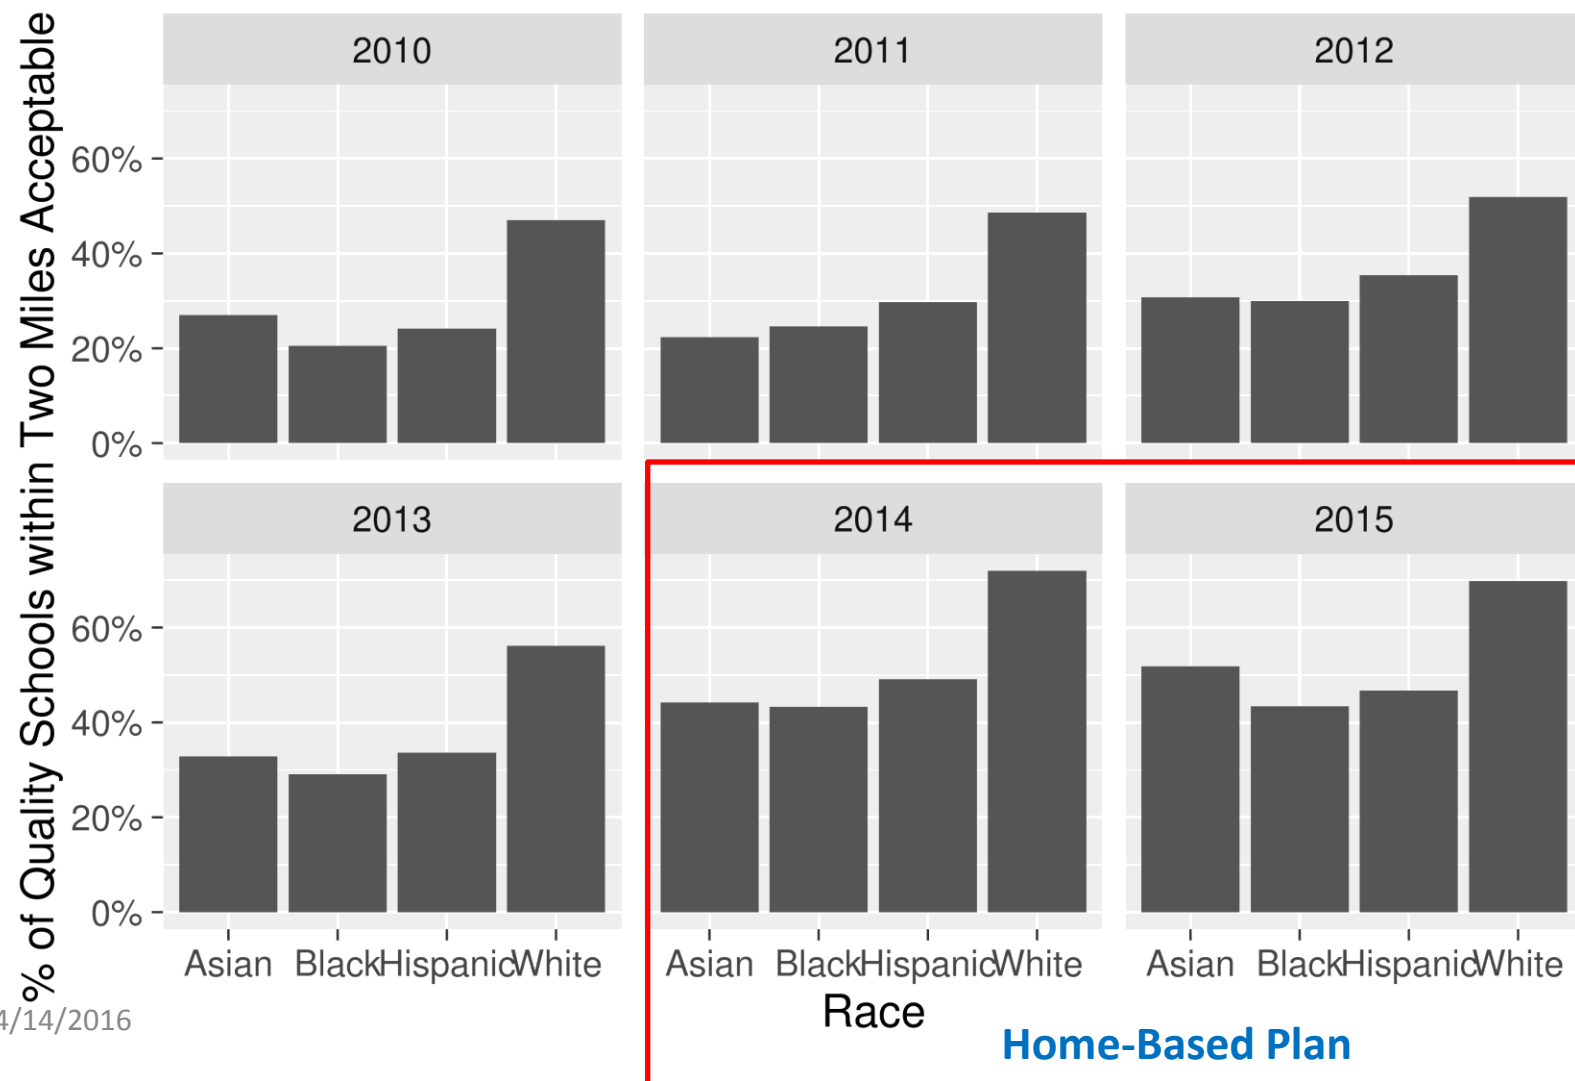 % of Quality Schools within Two Miles Acceptable
2010 2011 2012
60%
40%
20%
0%
2013 2014 2015
60%
40%
20%
0%
Asian Black Hispanic White Asian Black Hispanic White Asian Black Hispanic White
Race
4/14/2016
Home-Based Plan